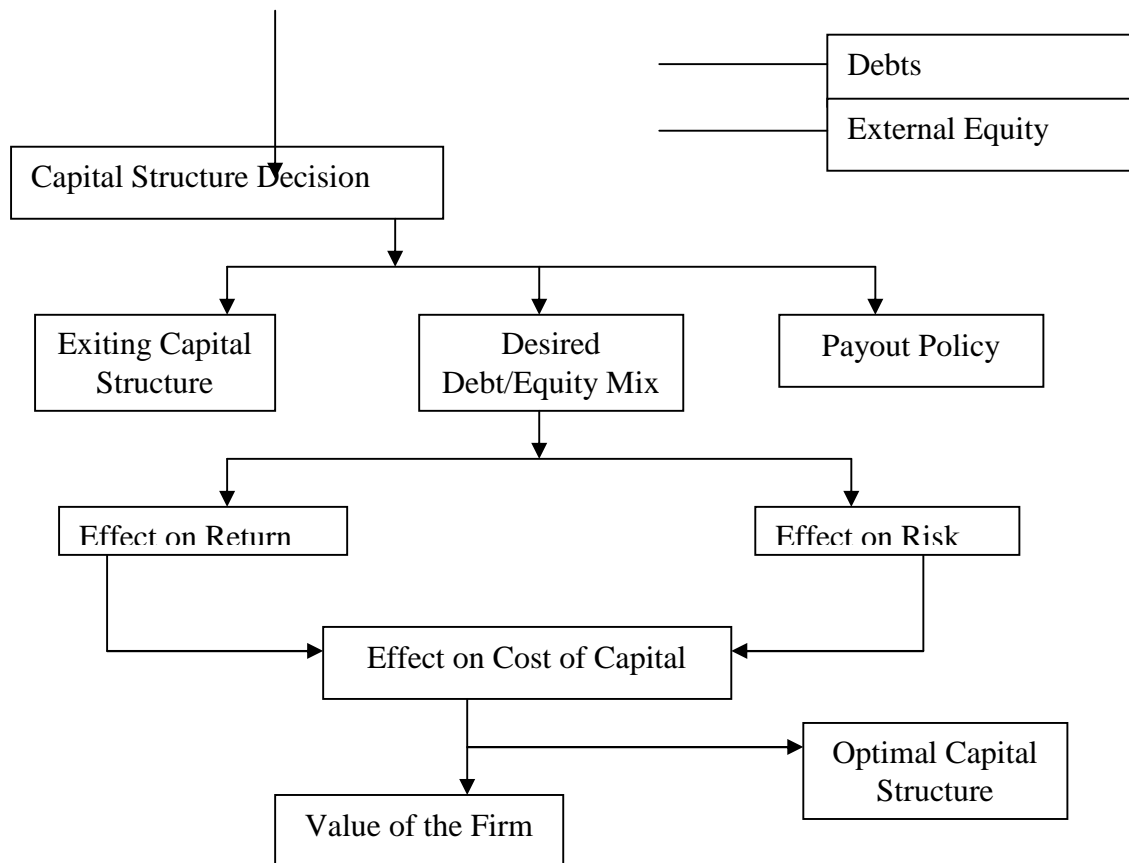 Debts
External Equity
Capital Structure Decision
Exiting Capital
Structure
Desired
Debt/Equity Mix
Payout Policy
Effect on Return
Effect on Risk
Effect on Cost of Capital
Optimal Capital
Structure
Value of the Firm